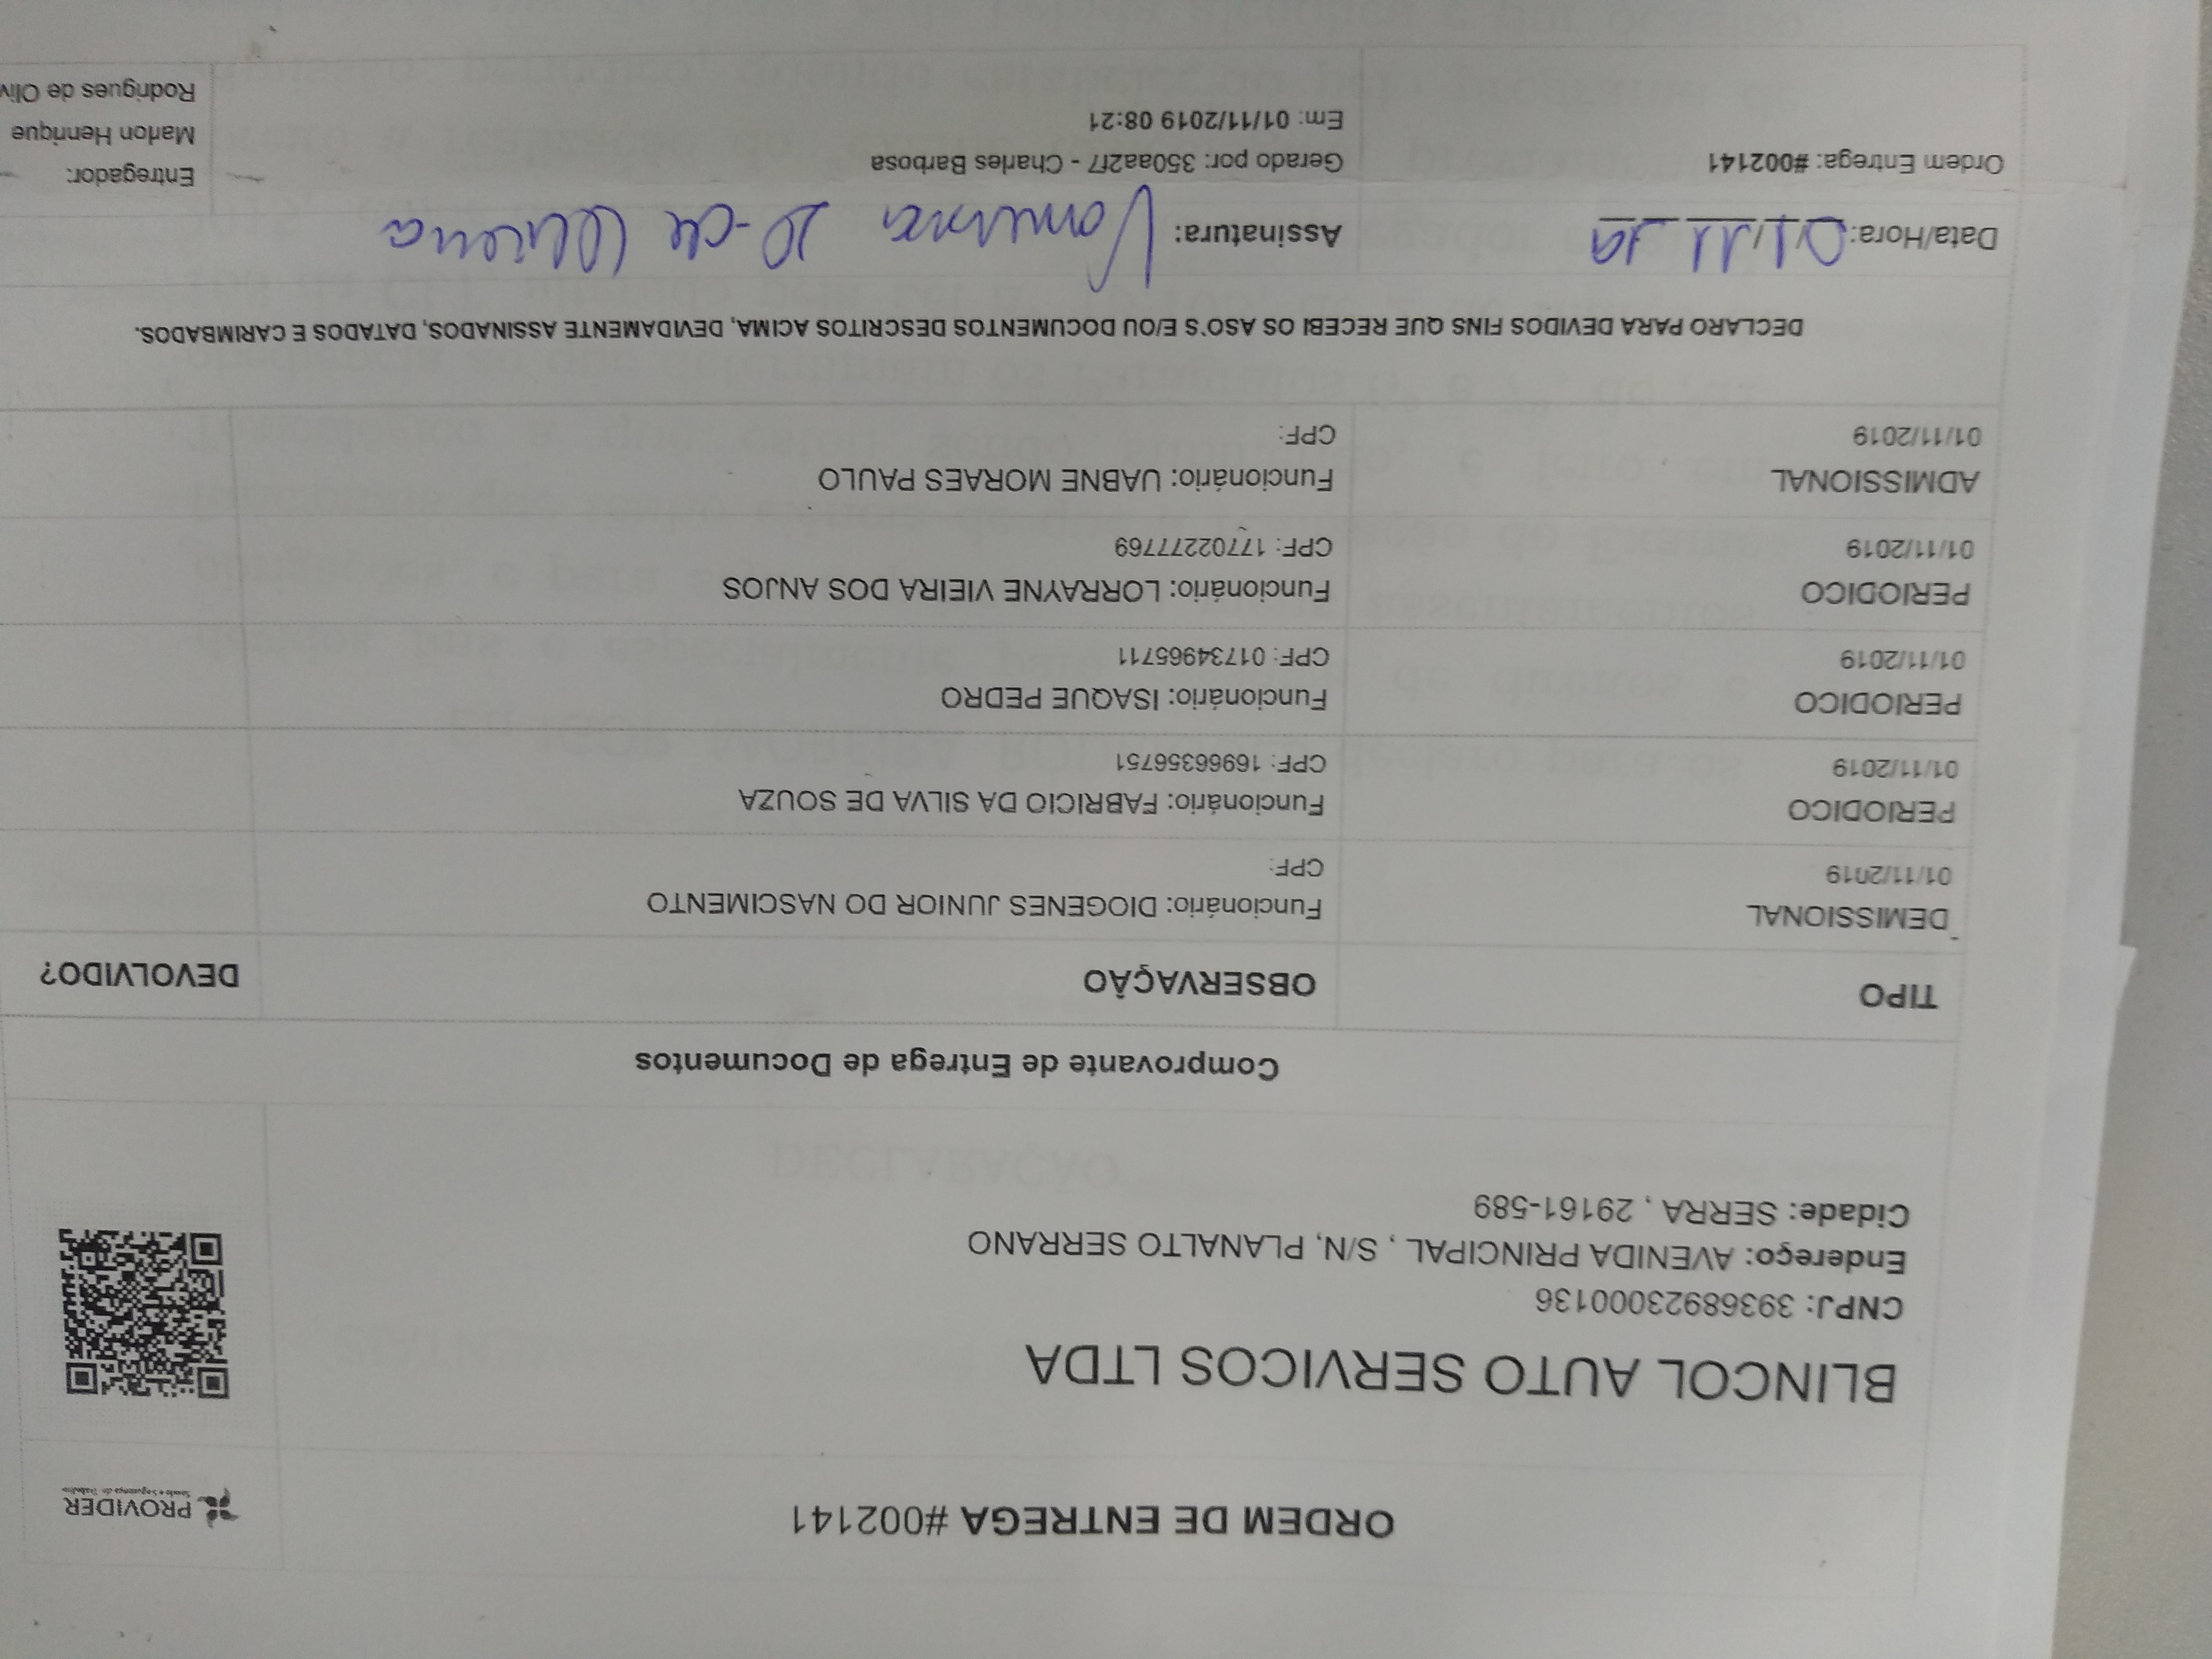 ORDEM DE ENTREGA #002141
PROVIDER
Saúde e Segurança do Trabalho
BLINCOL AUTO SERVICOS LTDA
CNPJ: 39368923000136
Endereço: AVENIDA PRINCIPAL , S/N, PLANALTO SERRANO
Cidade: SERRA , 29161-589
Comprovante de Entrega de Documentos
TIPO OBSERVAÇÃO DEVOLVIDO?
DEMISSIONAL Funcionário: DIOGENES JUNIOR DO NASCIMENTO
01/11/2019 CPF:
PERIODICO Funcionário: FABRICIO DA SILVA DE SOUZA
01/11/2019 CPF: 16966356751
PERIODICO Funcionário: ISAQUE PEDRO
01/11/2019 CPF: 01734965711
PERIODICO Funcionário: LORRAYNE VIEIRA DOS ANJOS
01/11/2019 CPF: 17702277769
ADMISSIONAL Funcionário: UABNE MORAES PAULO
01/11/2019 CPF:
DECLARO PARA DEVIDOS FINS QUE RECEBI OS ASO'S E/OU DOCUMENTOS DESCRITOS ACIMA, DEVIDAMENTE ASSINADOS, DATADOS E CARIMBADOS.
Data/Hora: 01/11/19 Assinatura: de Oliveira
Ordem Entrega: #002141 Gerado por: 350aa2f7 - Charles Barbosa Entregador:
Em: 01/11/2019 08:21 Marlon Henrique
Rodrigues de Oliv